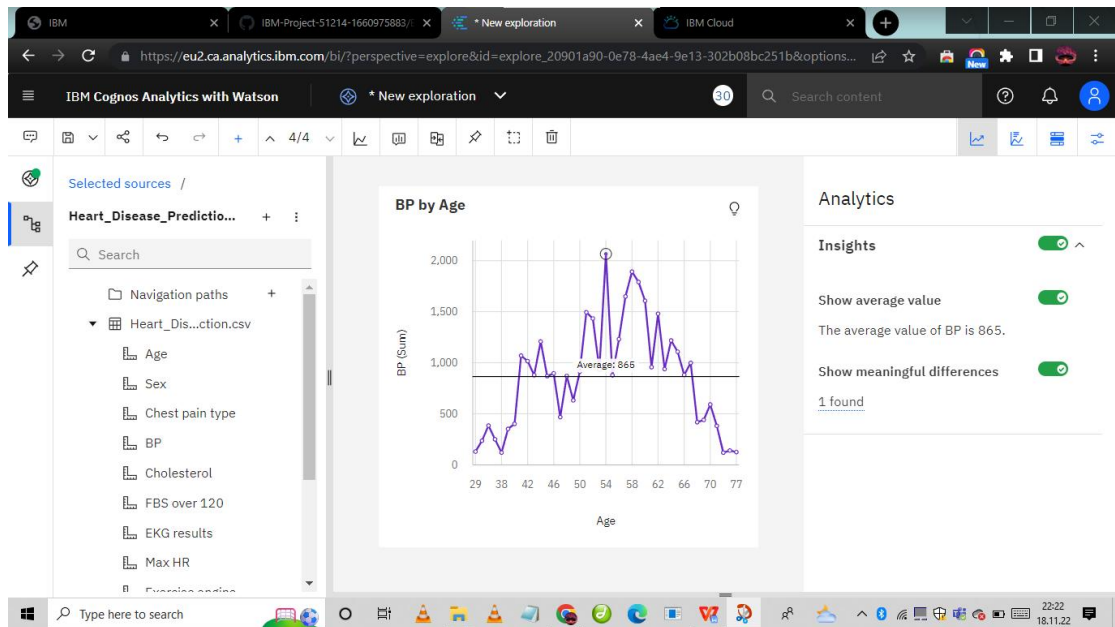 IBM
IBM-Project-51214-1660975883/
* New exploration
IBM Cloud
https://eu2.ca.analytics.ibm.com/bi/?perspective=explore&id=explore_20901a90-0e78-4ae4-9e13-302b08bc251b&options...
New
IBM Cognos Analytics with Watson
* New exploration
30
Search content
4/4
Selected sources /
Heart_Disease_Predictio...
Search
Navigation paths
Heart_Dis...ction.csv
Age
Sex
Chest pain type
BP
Cholesterol
FBS over 120
EKG results
Max HR
BP by Age
2,000
1,500
1,000
500
0
BP (Sum)
Average: 865
29 38 42 46 50 54 58 62 66 70 77
Age
Analytics
Insights
Show average value
The average value of BP is 865.
Show meaningful differences
1 found
Type here to search
22:22
18.11.22